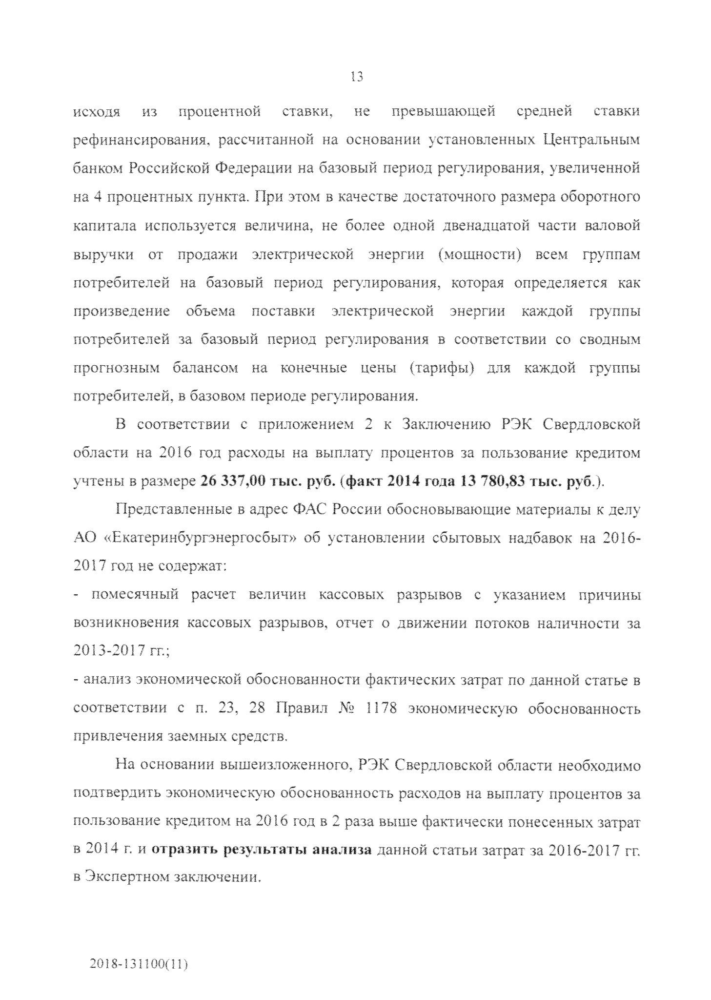 13
исходя из процентной ставки, не превышающей средней ставки
рефинансирования, рассчитанной на основании установленных Центральным
банком Российской Федерации на базовый период регулирования, увеличенной
на 4 процентных пункта. При этом в качестве достаточного размера оборотного
капитала используется величина, не более одной двенадцатой части валовой
выручки от продажи электрической энергии (мощности) всем группам
потребителей на базовый период регулирования, которая определяется как
произведение объема поставки электрической энергии каждой группы
потребителей за базовый период регулирования в соответствии со сводным
прогнозным балансом на конечные цены (тарифы) для каждой группы
потребителей, в базовом периоде регулирования.
В соответствии с приложением 2 к Заключению РЭК Свердловской
области на 2016 год расходы на выплату процентов за пользование кредитом
учтены в размере 26 337,00 тыс. руб. (факт 2014 года 13 780,83 тыс. руб.).
Представленные в адрес ФАС России обосновывающие материалы к делу
АО «Екатеринбургэнергосбыт» об установлении сбытовых надбавок на 2016-
2017 год не содержат:
- помесячный расчет величин кассовых разрывов с указанием причины
возникновения кассовых разрывов, отчет о движении потоков наличности за
2013-2017 гг.;
- анализ экономической обоснованности фактических затрат по данной статье в
соответствии с п. 23, 28 Правил № 1178 экономическую обоснованность
привлечения заемных средств.
На основании вышеизложенного, РЭК Свердловской области необходимо
подтвердить экономическую обоснованность расходов на выплату процентов за
пользование кредитом на 2016 год в 2 раза выше фактически понесенных затрат
в 2014 г. и отразить результаты анализа данной статьи затрат за 2016-2017 гг.
в Экспертном заключении.
2018-131100(11)